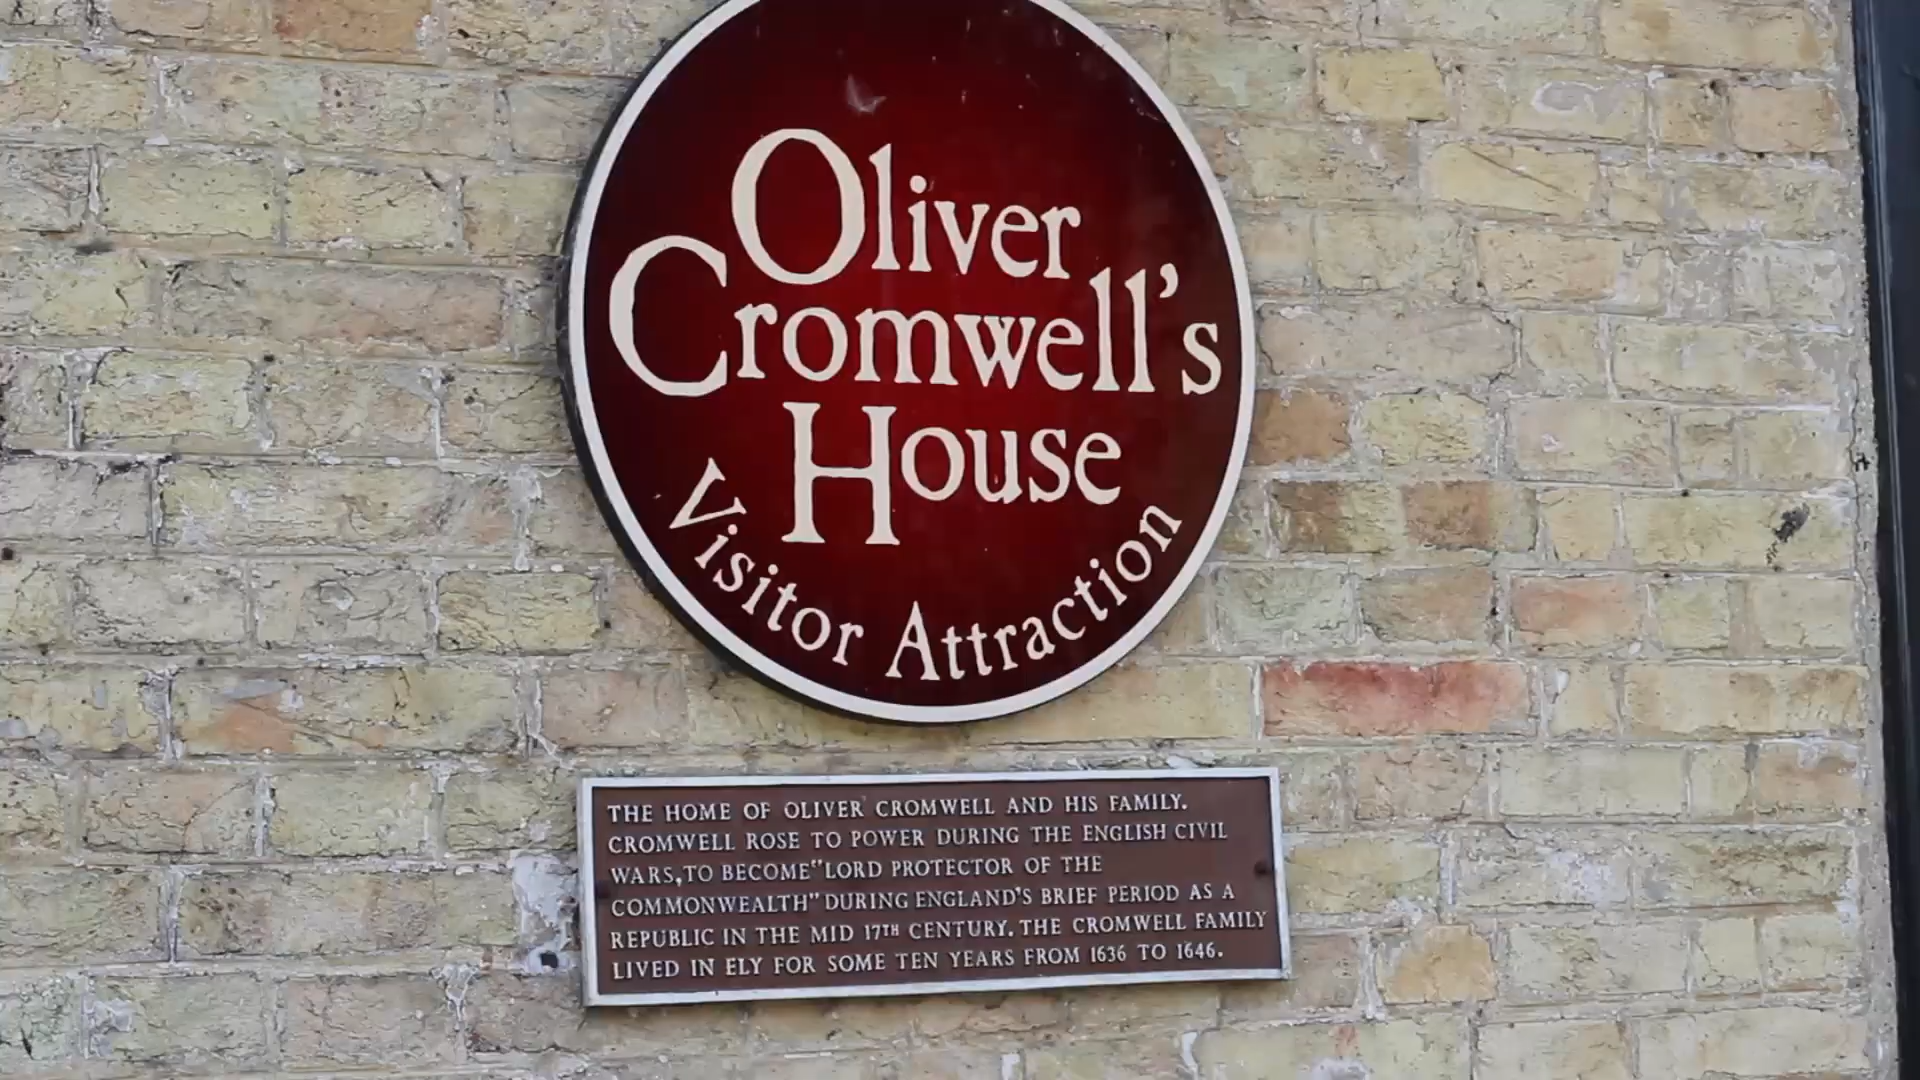 Oliver
Cromwell's
House
Visitor Attraction
THE HOME OF OLIVER CROMWELL AND HIS FAMILY.
CROMWELL ROSE TO POWER DURING THE ENGLISH CIVIL
WARS, TO BECOME "LORD PROTECTOR OF THE
COMMONWEALTH" DURING ENGLAND'S BRIEF PERIOD AS A
REPUBLIC IN THE MID 17TH CENTURY. THE CROMWELL FAMILY
LIVED IN ELY FOR SOME TEN YEARS FROM 1636 TO 1646.